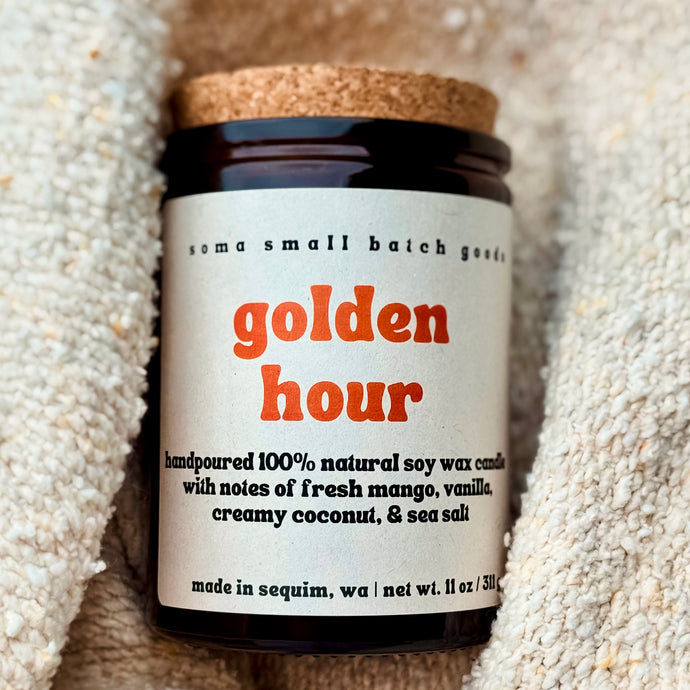 soma small batch goods
golden
hour
handpoured 100% natural soy wax candle
with notes of fresh mango, vanilla,
creamy coconut, & sea salt
made in sequim, wa | net wt. 11 oz / 311 g